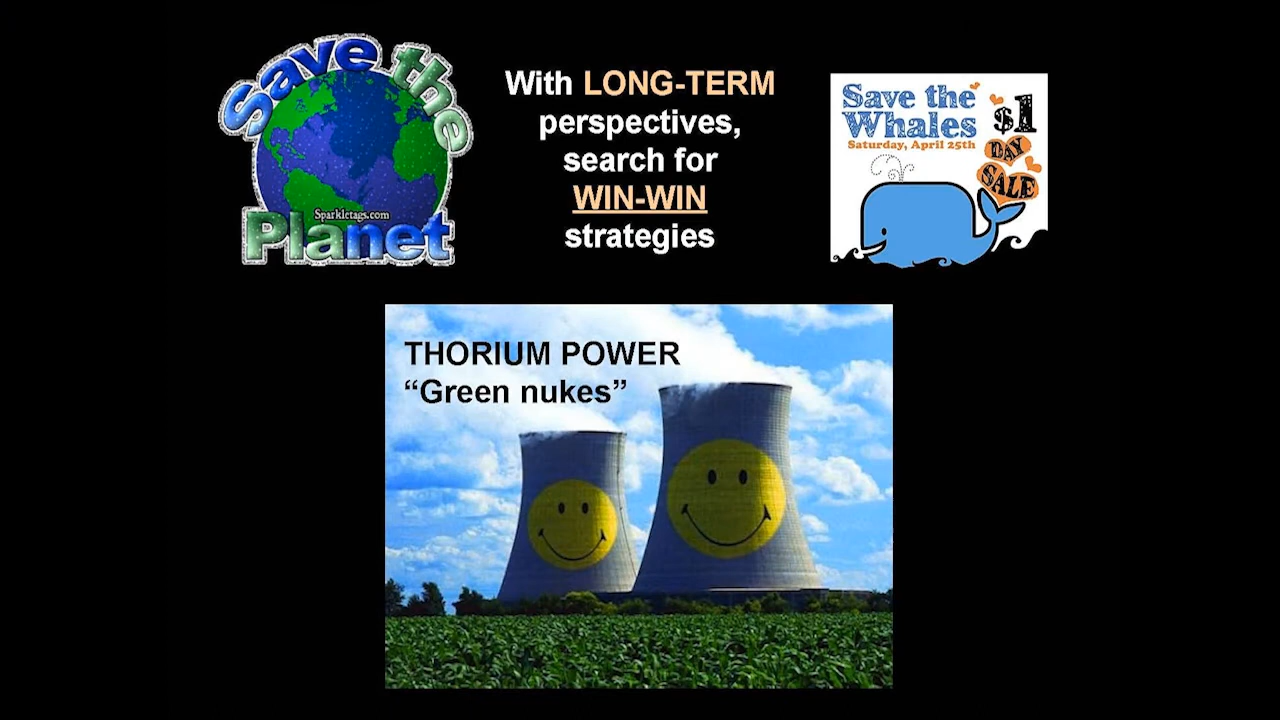 Save the
Planet
Sparkletags.com
With LONG-TERM
perspectives,
search for
WIN-WIN
strategies
Save the
Whales
Saturday, April 25th
$1
DAY
SALE
THORIUM POWER
“Green nukes”